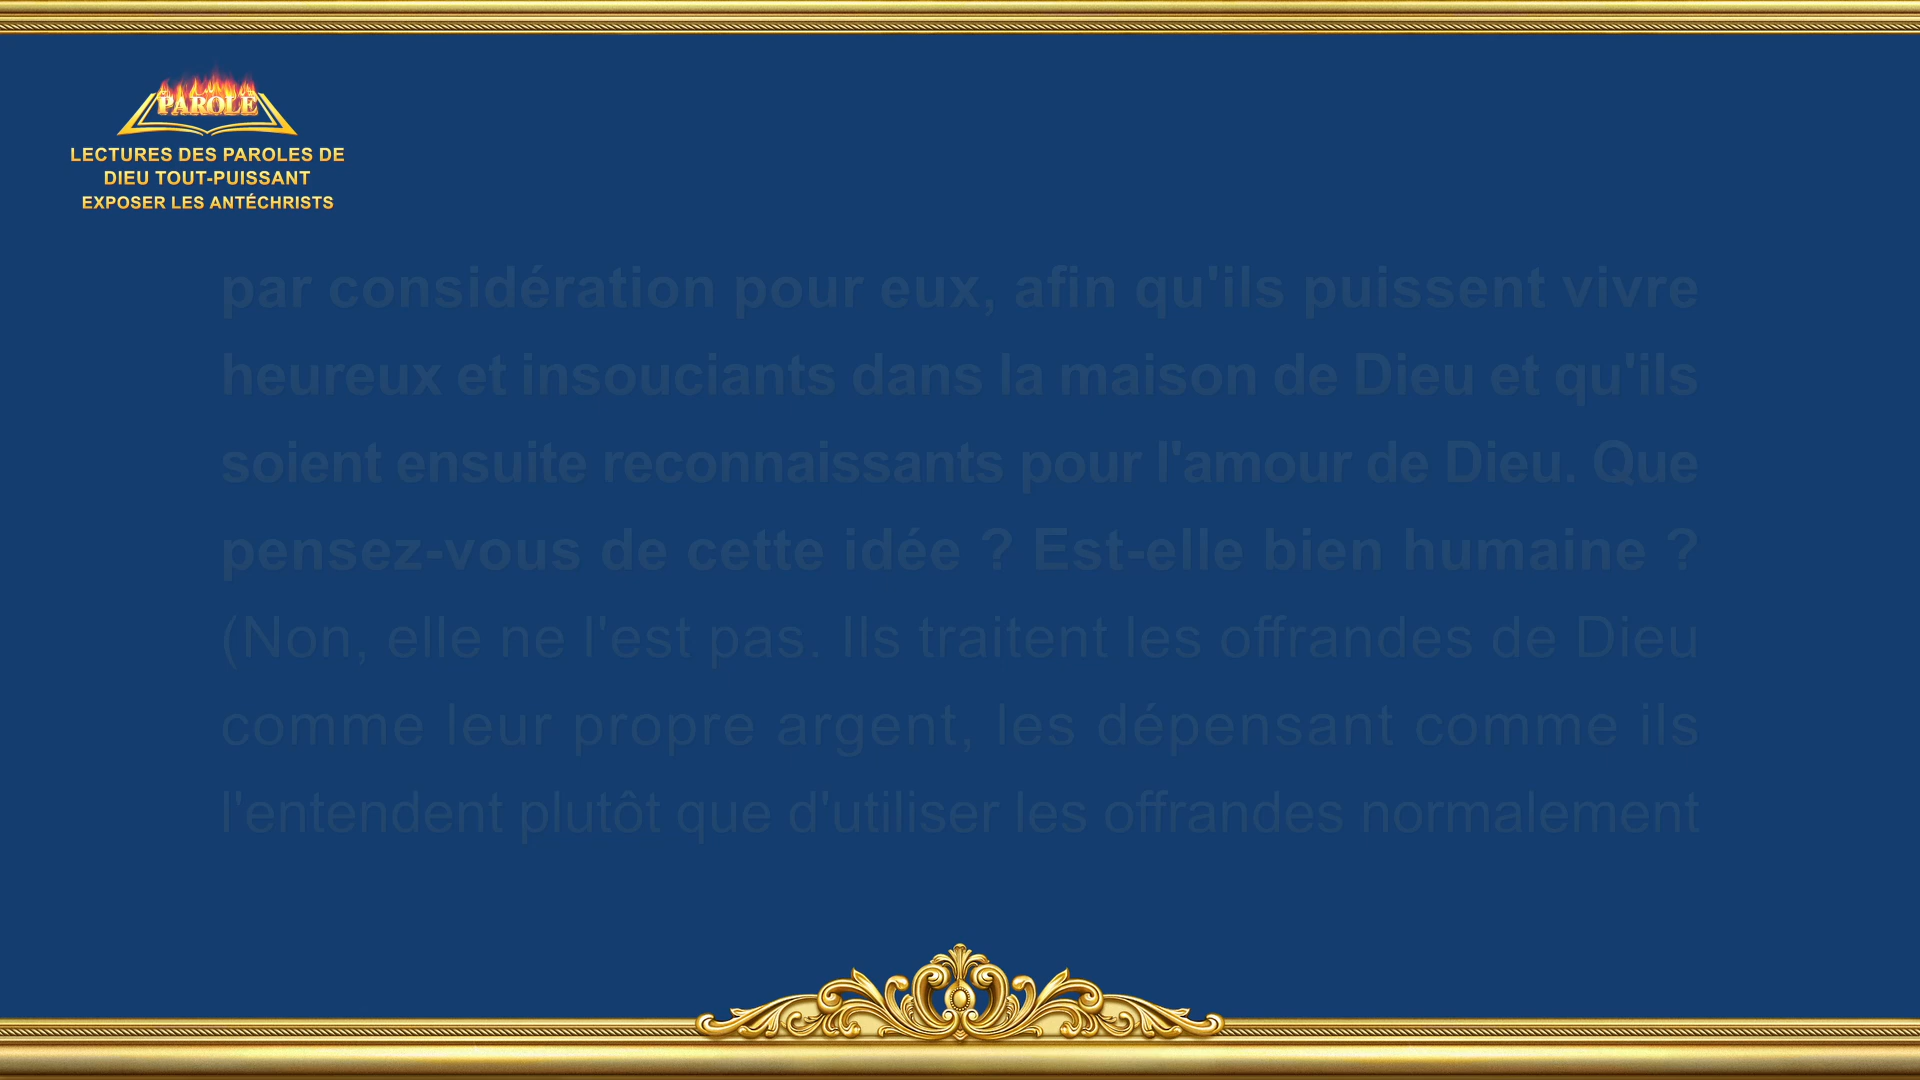 PAROLE
LECTURES DES PAROLES DE
DIEU TOUT-PUISSANT
EXPOSER LES ANTÉCHRISTS
par considération pour eux, afin qu'ils puissent vivre
heureux et insouciants dans la maison de Dieu et qu'ils
soient ensuite reconnaissants pour l'amour de Dieu. Que
pensez-vous de cette idée ? Est-elle bien humaine ?
(Non, elle ne l'est pas. Ils traitent les offrandes de Dieu
comme leur propre argent, les dépensant comme ils
l'entendent plutôt que d'utiliser les offrandes normalement